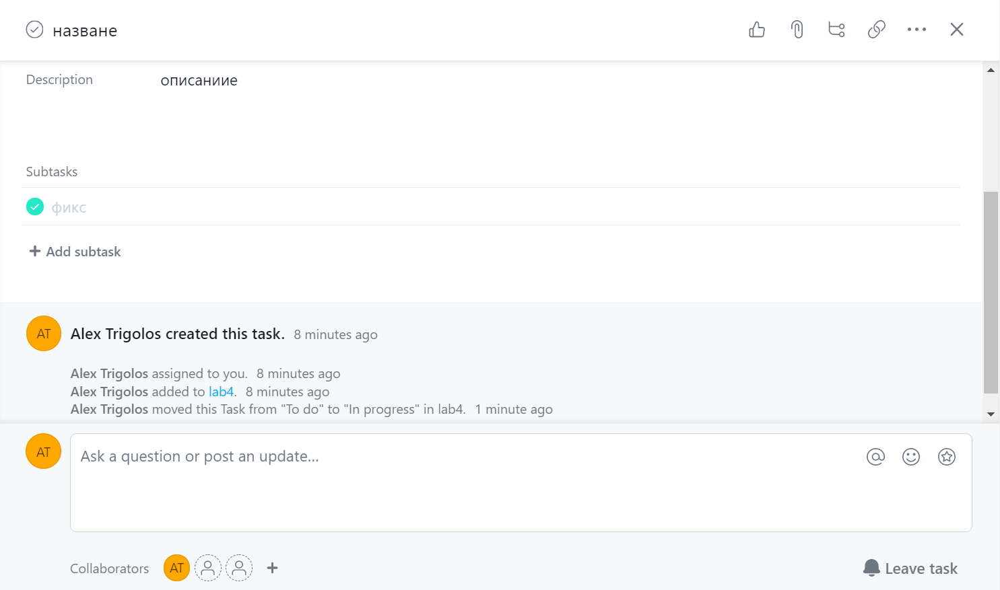 назване
Description
описаниие
Subtasks
фикс
+ Add subtask
AT
Alex Trigolos created this task. 8 minutes ago
Alex Trigolos assigned to you. 8 minutes ago
Alex Trigolos added to lab4. 8 minutes ago
Alex Trigolos moved this Task from "To do" to "In progress" in lab4. 1 minute ago
AT
Ask a question or post an update...
Collaborators AT + Leave task